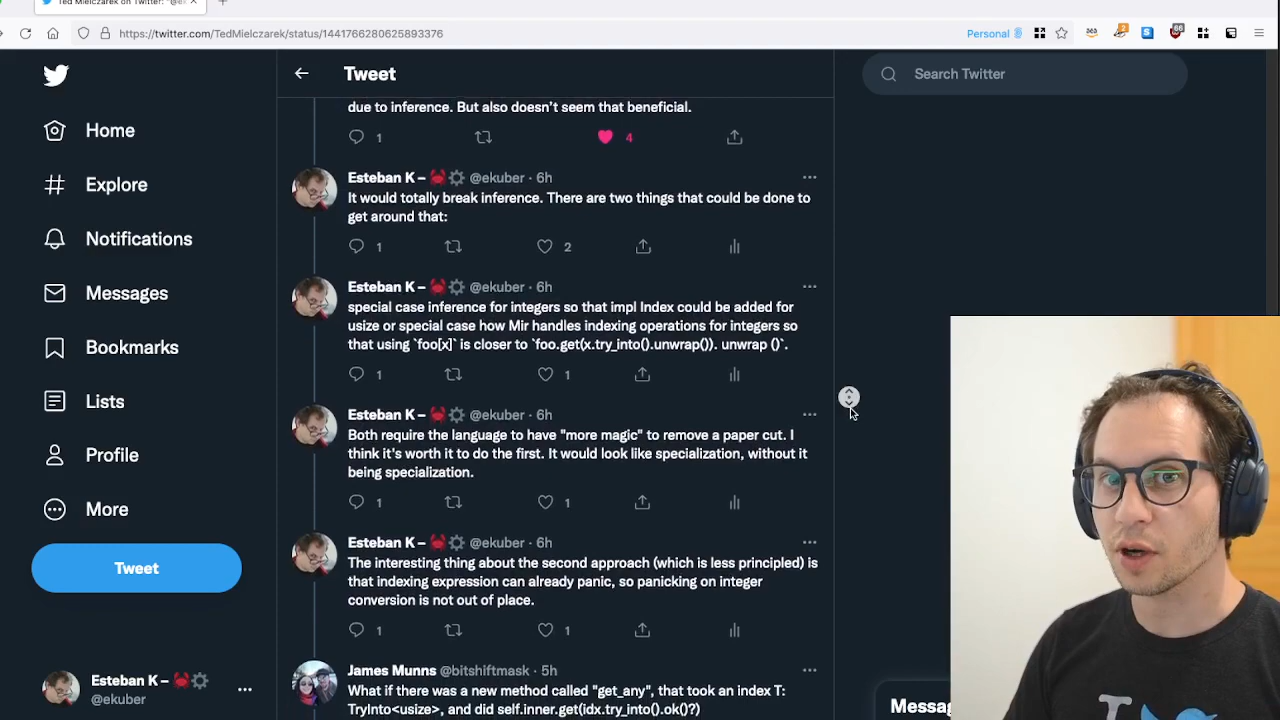 Ted Mielczarek on Twitter: "@ek
https://twitter.com/TedMielczarek/status/1441766280625893376
Personal
aea
2
S
66
Home
Explore
Notifications
Messages
Bookmarks
Lists
Profile
More
Tweet
Esteban K – 🦀⚙
@ekuber
Tweet
due to inference. But also doesn't seem that beneficial.
1 4
Esteban K – 🦀⚙ @ekuber · 6h
It would totally break inference. There are two things that could be done to
get around that:
1 2
Esteban K – 🦀⚙ @ekuber · 6h
special case inference for integers so that impl Index could be added for
usize or special case how Mir handles indexing operations for integers so
that using `foo[x]` is closer to `foo.get(x.try_into().unwrap()). unwrap ()`.
1 1
Esteban K – 🦀⚙ @ekuber · 6h
Both require the language to have "more magic" to remove a paper cut. I
think it's worth it to do the first. It would look like specialization, without it
being specialization.
1 1
Esteban K – 🦀⚙ @ekuber · 6h
The interesting thing about the second approach (which is less principled) is
that indexing expression can already panic, so panicking on integer
conversion is not out of place.
1 1
James Munns @bitshiftmask · 5h
What if there was a new method called "get_any", that took an index T:
TryInto<usize>, and did self.inner.get(idx.try_into().ok()?)
Search Twitter
Messa